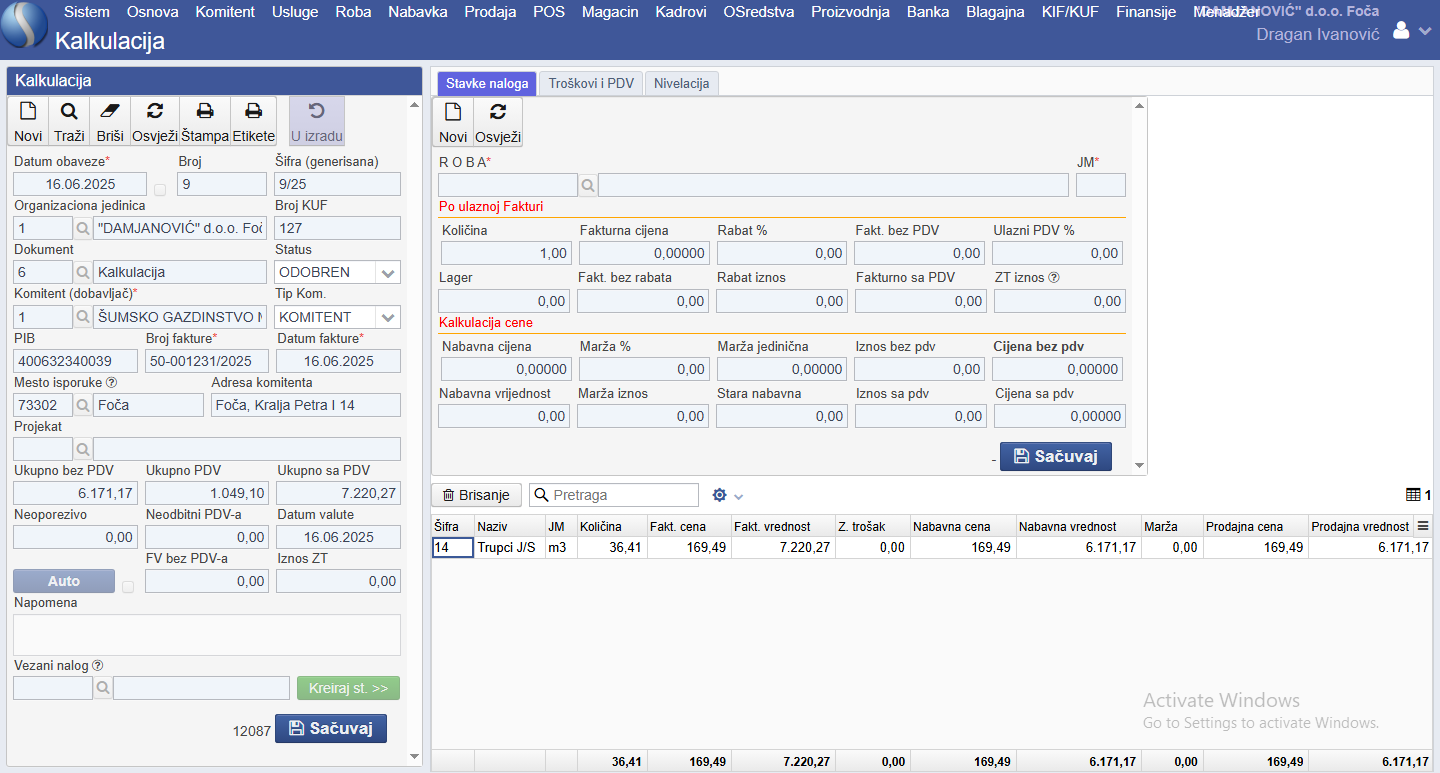 Sistem Osnova Komitent Usluge Roba Nabavka Prodaja POS Magacin Kadrovi OSredstva Proizvodnja Banka Blagajna KIF/KUF Finansije Menadžer
"DAMJANOVIĆ" d.o.o. Foča
Dragan Ivanović
Kalkulacija
Kalkulacija
Novi Traži Briši Osvježi Štampa Etikete U izradu
Datum obaveze* Broj Šifra (generisana)
16.06.2025 9 9/25
Organizaciona jedinica Broj KUF
1 "DAMJANOVIĆ" d.o.o. Foč 127
Dokument Status
6 Kalkulacija ODOBREN
Komitent (dobavljač)* Tip Kom.
1 ŠUMSKO GAZDINSTVO KOMITENT
PIB Broj fakture* Datum fakture*
400632340039 50-001231/2025 16.06.2025
Mesto isporuke Adresa komitenta
73302 Foča Foča, Kralja Petra I 14
Projekat
Ukupno bez PDV Ukupno PDV Ukupno sa PDV
6.171,17 1.049,10 7.220,27
Neoporezivo Neodbitni PDV-a Datum valute
0,00 0,00 16.06.2025
FV bez PDV-a Iznos ZT
Auto 0,00 0,00
Napomena
Vezani nalog
Kreiraj st. >>
12087 Sačuvaj
Stavke naloga Troškovi i PDV Nivelacija
Novi Osvježi
R O B A* JM*
Po ulaznoj Fakturi
Količina Fakturna cijena Rabat % Fakt. bez PDV Ulazni PDV %
1,00 0,00000 0,00 0,00 0,00
Lager Fakt. bez rabata Rabat iznos Fakturno sa PDV ZT iznos
0,00 0,00 0,00 0,00 0,00
Kalkulacija cene
Nabavna cijena Marža % Marža jedinična Iznos bez pdv Cijena bez pdv
0,00000 0,00 0,00000 0,00 0,00000
Nabavna vrijednost Marža iznos Stara nabavna Iznos sa pdv Cijena sa pdv
0,00 0,00 0,00 0,00 0,00000
- Sačuvaj
Brisanje Pretraga 1
Šifra Naziv JM Količina Fakt. cena Fakt. vrednost Z. trošak Nabavna cena Nabavna vrednost Marža Prodajna cena Prodajna vrednost
14 Trupci J/S m3 36,41 169,49 7.220,27 0,00 169,49 6.171,17 0,00 169,49 6.171,17
Activate Windows
Go to Settings to activate Windows.
36,41 169,49 7.220,27 0,00 169,49 6.171,17 0,00 169,49 6.171,17